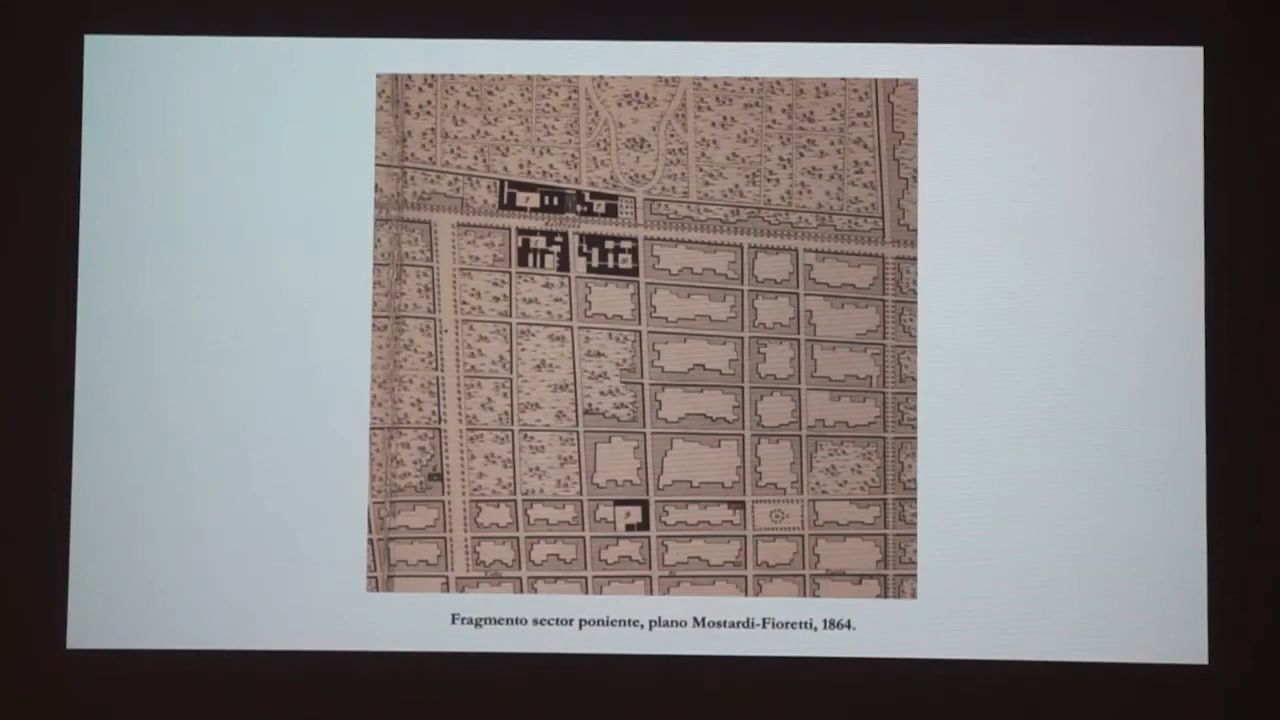 Fragmento sector poniente, plano Mostardi-Fioretti, 1864.